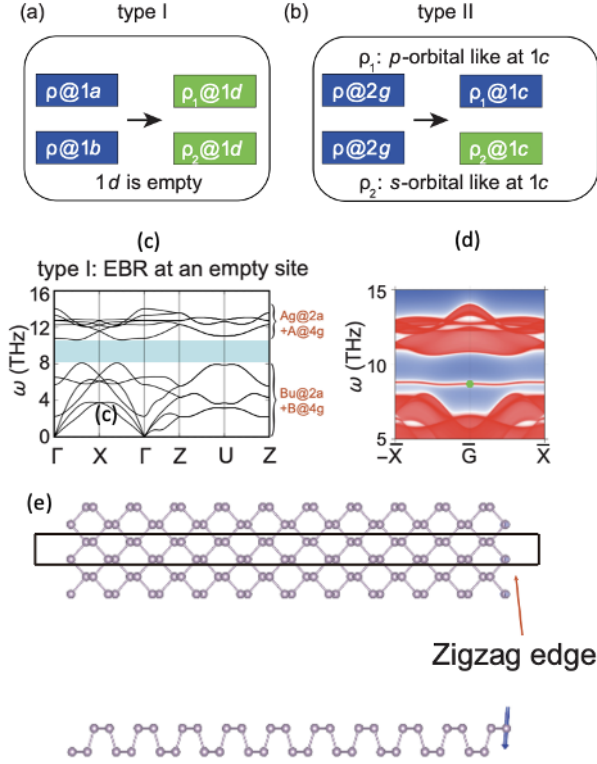 (a) type I
ρ@1a ρ₁@1d
ρ@1b ρ₂@1d
1d is empty
(b) type II
ρ₁: p-orbital like at 1c
ρ@2g ρ₁@1c
ρ@2g ρ₂@1c
ρ₂: s-orbital like at 1c
(c)
type I: EBR at an empty site
16
12
8
4
0
ω (THz)
(c)
Ag@2a
+A@4g
Bu@2a
+B@4g
Γ X Γ Z U Z
(d)
15
10
5
ω (THz)
-X̅ G̅ X̅
(e)
Zigzag edge